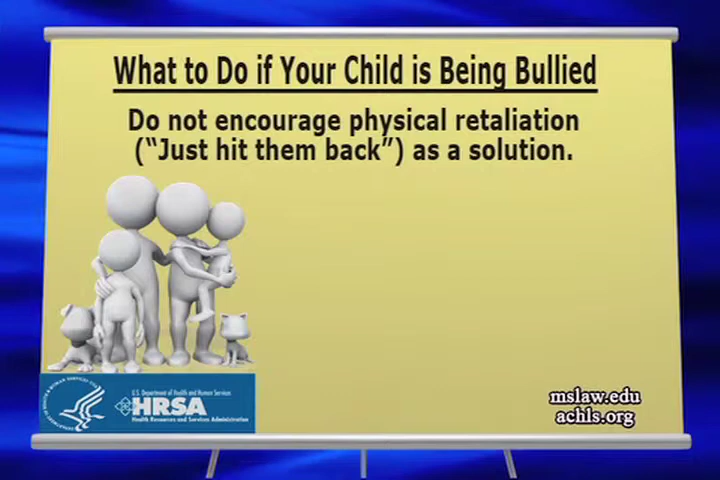 What to Do if Your Child is Being Bullied
Do not encourage physical retaliation
(“Just hit them back”) as a solution.
U.S. Department of Health and Human Services
HRSA
Health Resources and Services Administration
mslaw.edu
achls.org